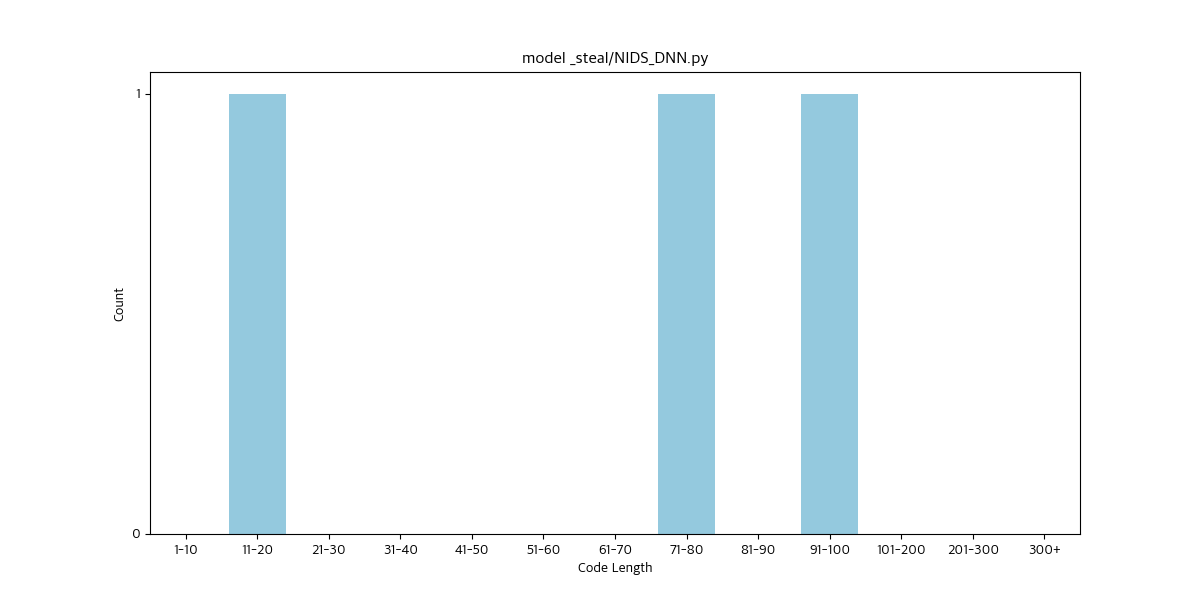 model _steal/NIDS_DNN.py
1
0
Count
1-10 11-20 21-30 31-40 41-50 51-60 61-70 71-80 81-90 91-100 101-200 201-300 300+
Code Length